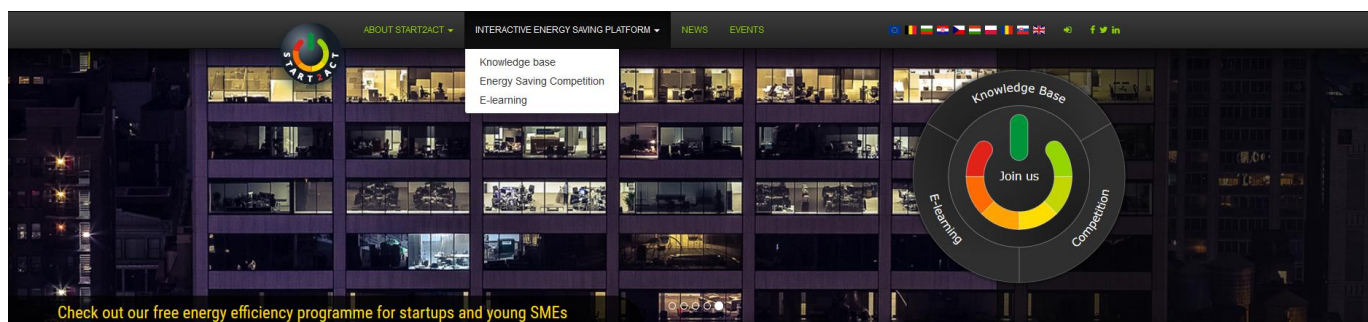 ABOUT START2ACT
INTERACTIVE ENERGY SAVING PLATFORM
NEWS
EVENTS
START2ACT
Knowledge base
Energy Saving Competition
E-learning
Knowledge Base
Join us
E-learning
Competition
Check out our free energy efficiency programme for startups and young SMEs